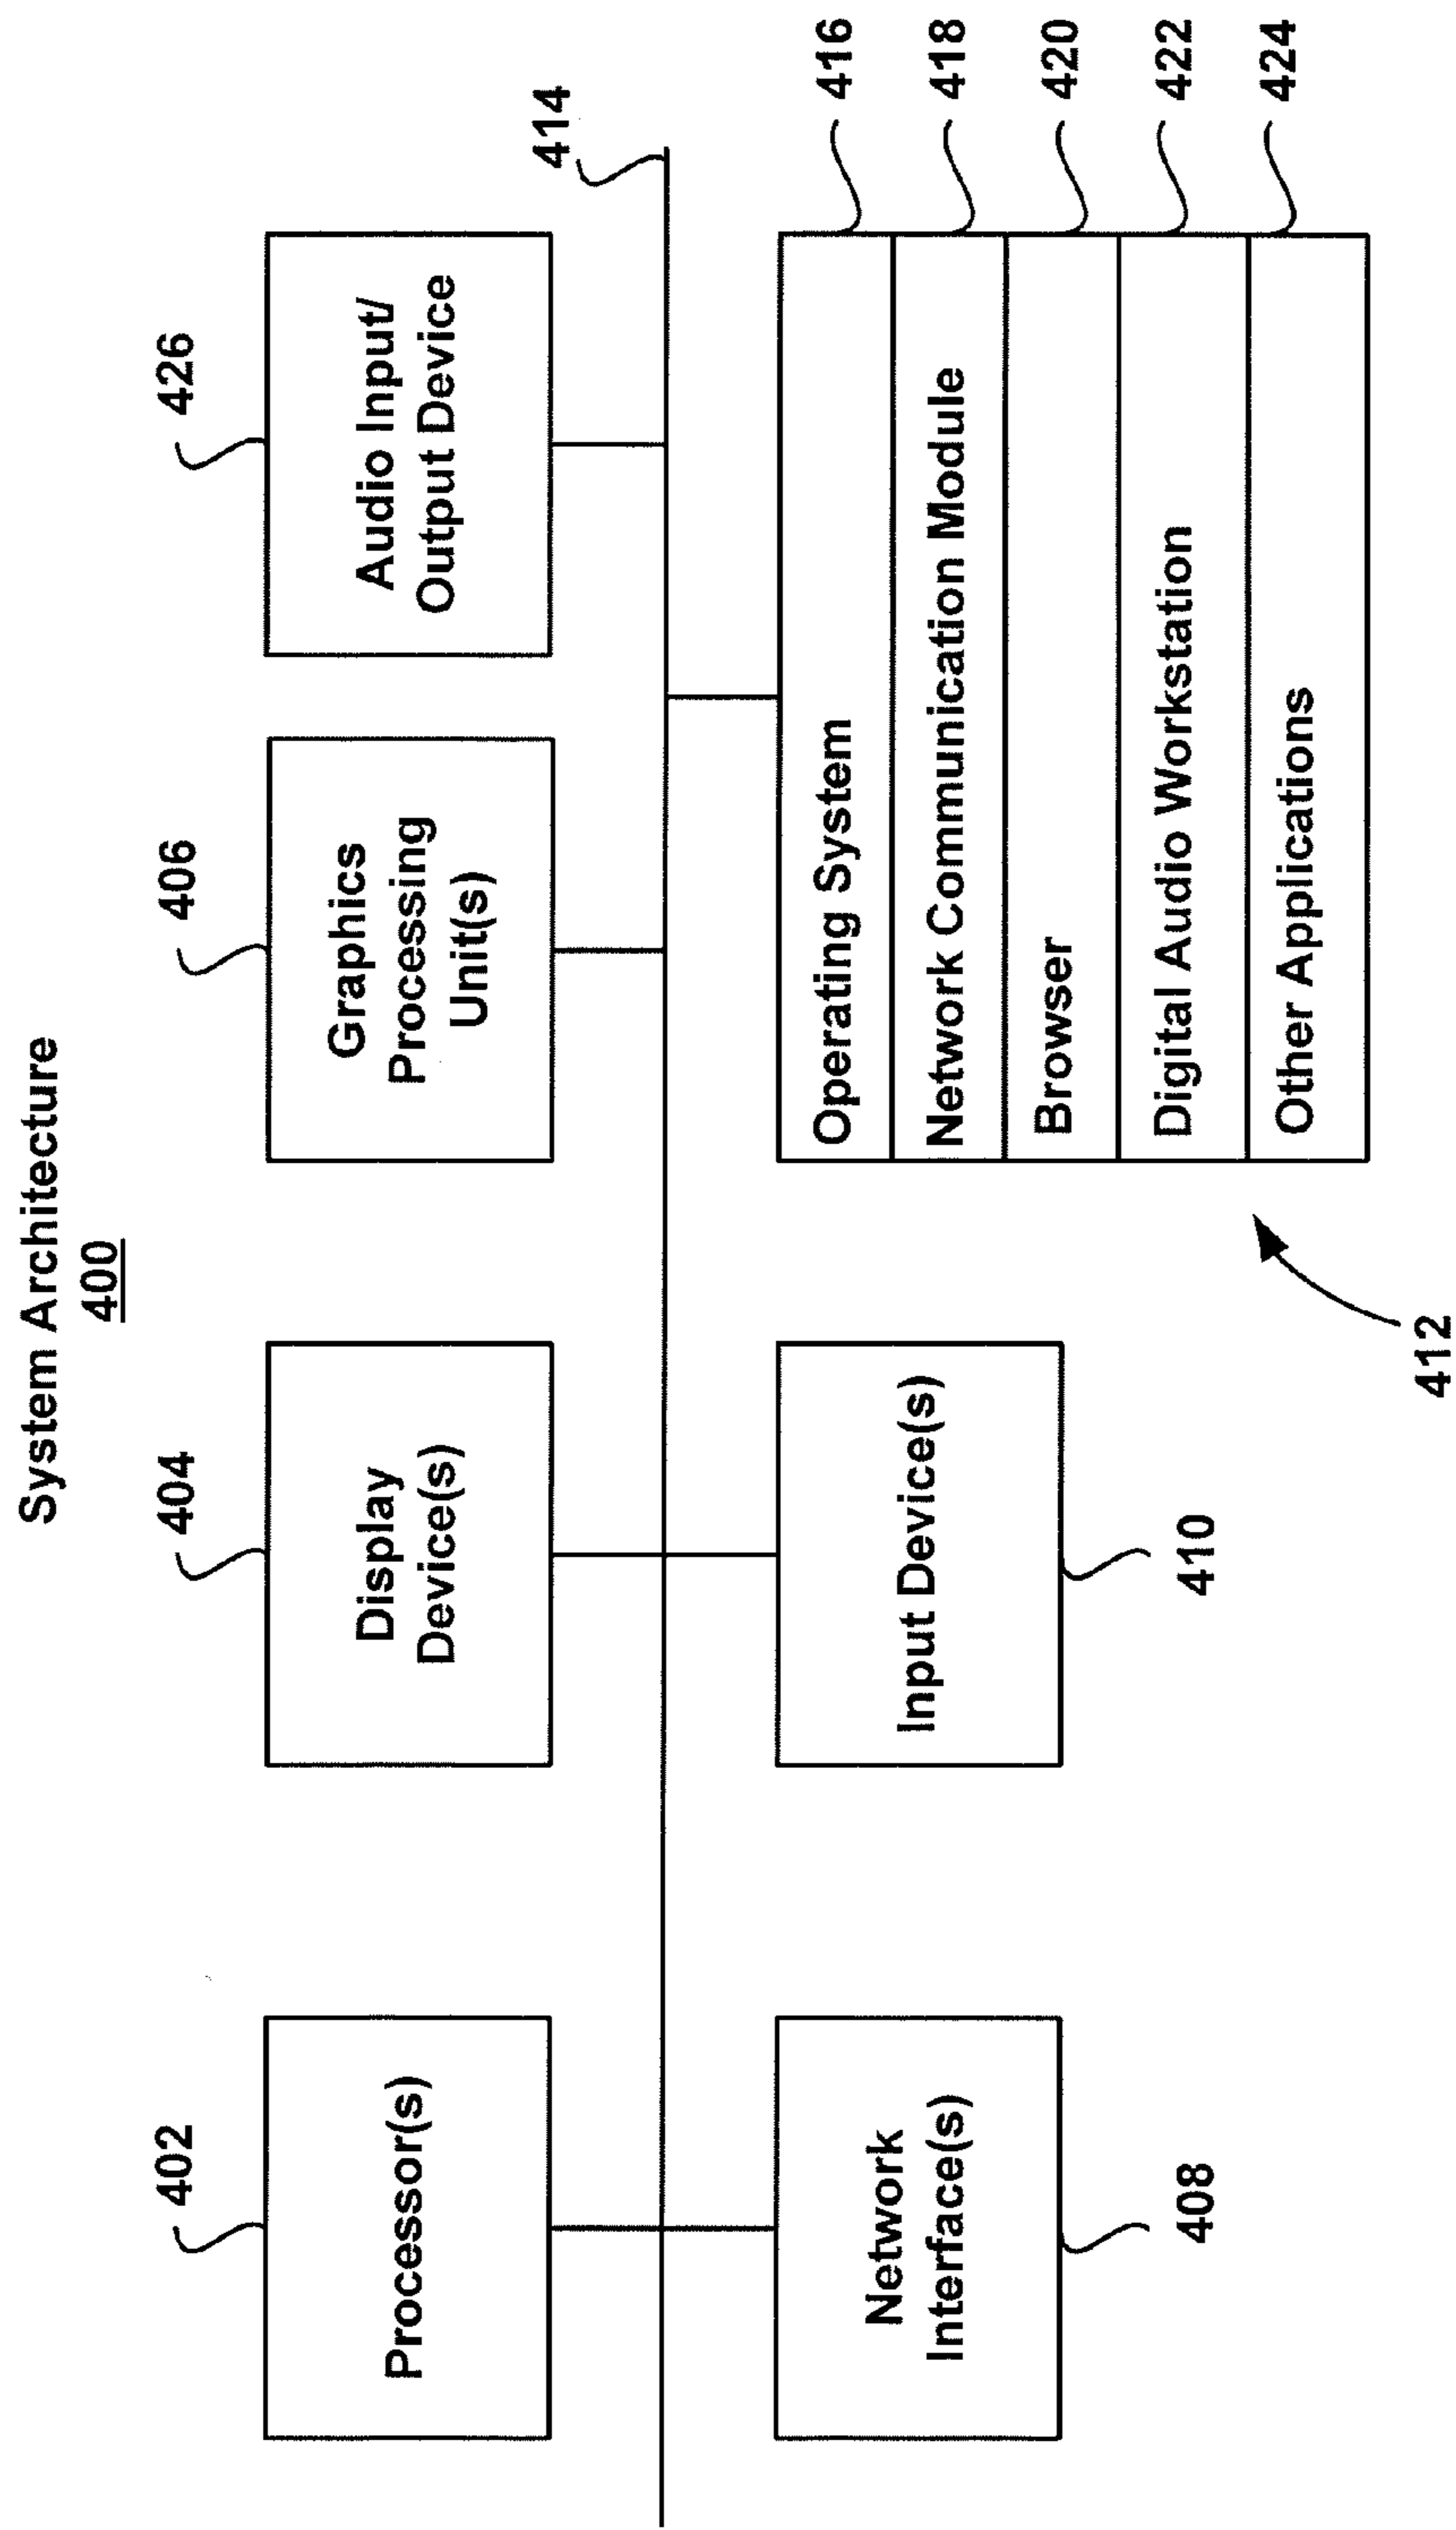 System Architecture
400
402
404
406
426
Processor(s)
Display
Device(s)
Graphics
Processing
Unit(s)
Audio Input/
Output Device
414
Network
Interface(s)
Input Device(s)
Operating System
Network Communication Module
Browser
Digital Audio Workstation
Other Applications
416
418
420
422
424
408
410
412